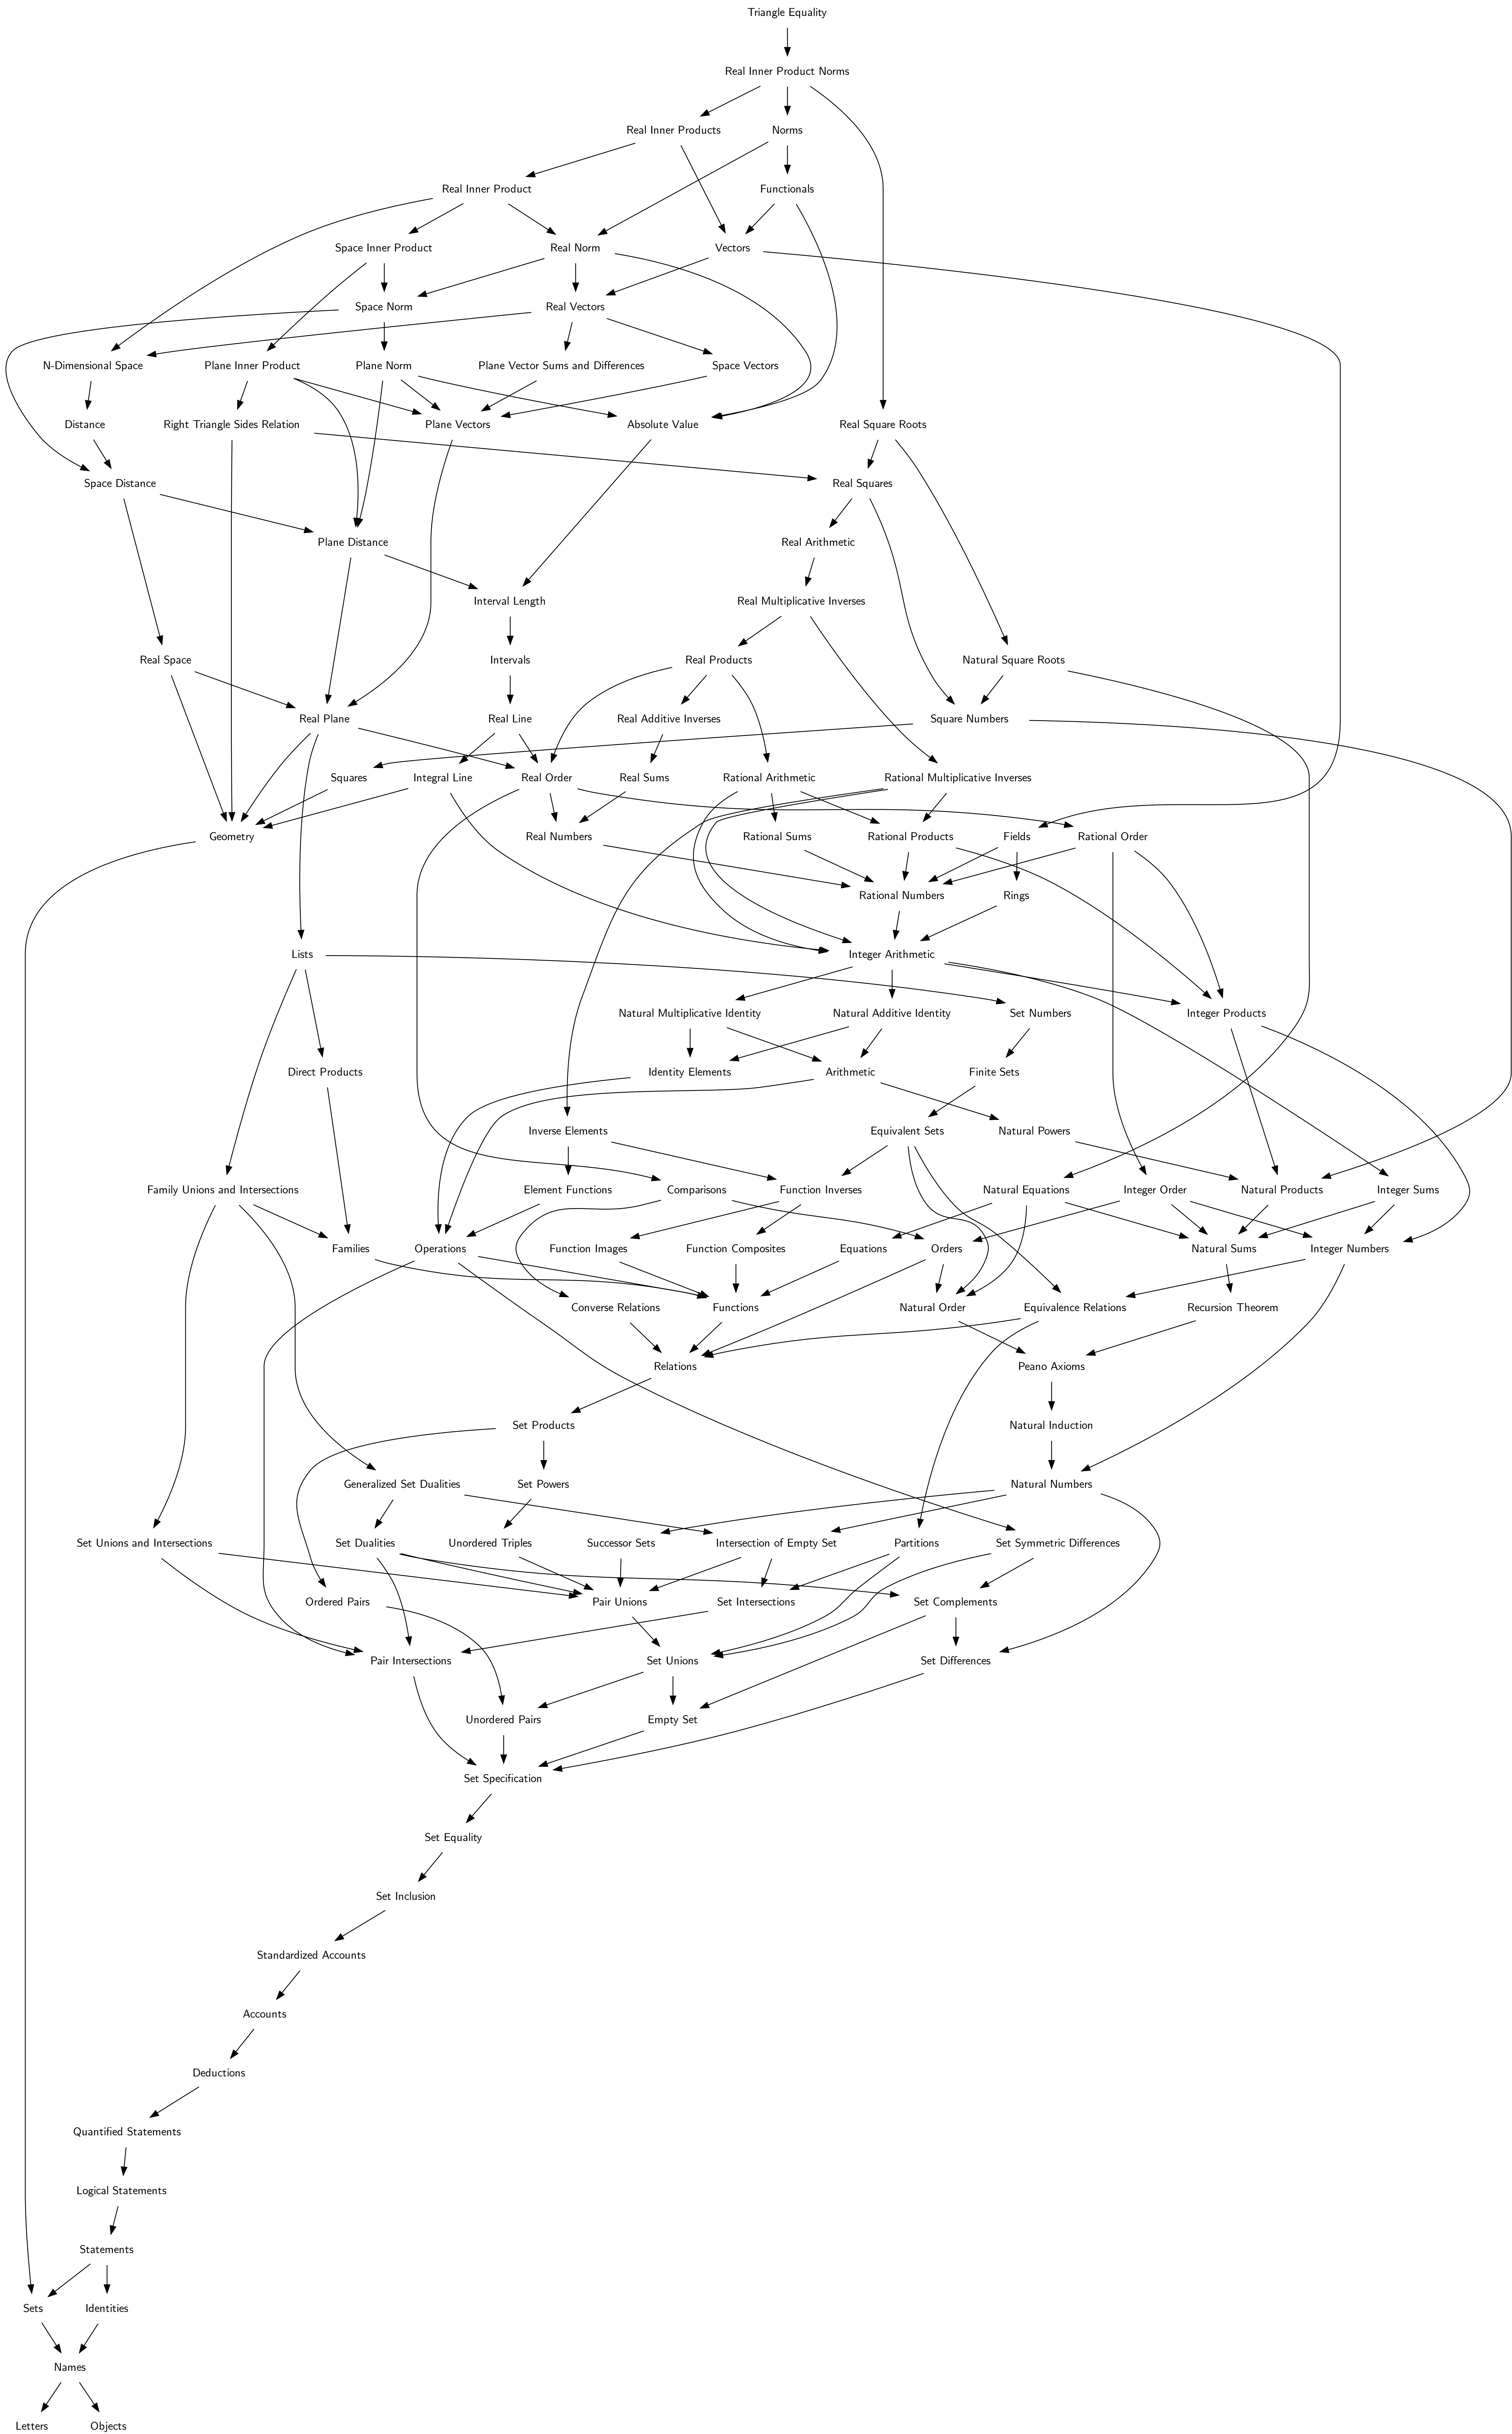 Triangle Equality
Real Inner Product Norms
Real Inner Products
Norms
Real Inner Product
Functionals
Space Inner Product
Real Norm
Vectors
Space Norm
Real Vectors
N-Dimensional Space
Plane Inner Product
Plane Norm
Plane Vector Sums and Differences
Space Vectors
Distance
Right Triangle Sides Relation
Plane Vectors
Absolute Value
Real Square Roots
Space Distance
Real Squares
Plane Distance
Real Arithmetic
Interval Length
Real Multiplicative Inverses
Real Space
Intervals
Real Products
Natural Square Roots
Real Plane
Real Line
Real Additive Inverses
Square Numbers
Squares
Integral Line
Real Order
Real Sums
Rational Arithmetic
Rational Multiplicative Inverses
Geometry
Real Numbers
Rational Sums
Rational Products
Fields
Rational Order
Rational Numbers
Rings
Lists
Integer Arithmetic
Natural Multiplicative Identity
Natural Additive Identity
Set Numbers
Integer Products
Direct Products
Identity Elements
Arithmetic
Finite Sets
Inverse Elements
Equivalent Sets
Natural Powers
Family Unions and Intersections
Element Functions
Comparisons
Function Inverses
Natural Equations
Integer Order
Natural Products
Integer Sums
Families
Operations
Function Images
Function Composites
Equations
Orders
Natural Sums
Integer Numbers
Converse Relations
Functions
Natural Order
Equivalence Relations
Recursion Theorem
Relations
Peano Axioms
Set Products
Natural Induction
Generalized Set Dualities
Set Powers
Natural Numbers
Set Unions and Intersections
Set Dualities
Unordered Triples
Successor Sets
Intersection of Empty Set
Partitions
Set Symmetric Differences
Ordered Pairs
Pair Unions
Set Intersections
Set Complements
Pair Intersections
Set Unions
Set Differences
Unordered Pairs
Empty Set
Set Specification
Set Equality
Set Inclusion
Standardized Accounts
Accounts
Deductions
Quantified Statements
Logical Statements
Statements
Sets
Identities
Names
Letters
Objects